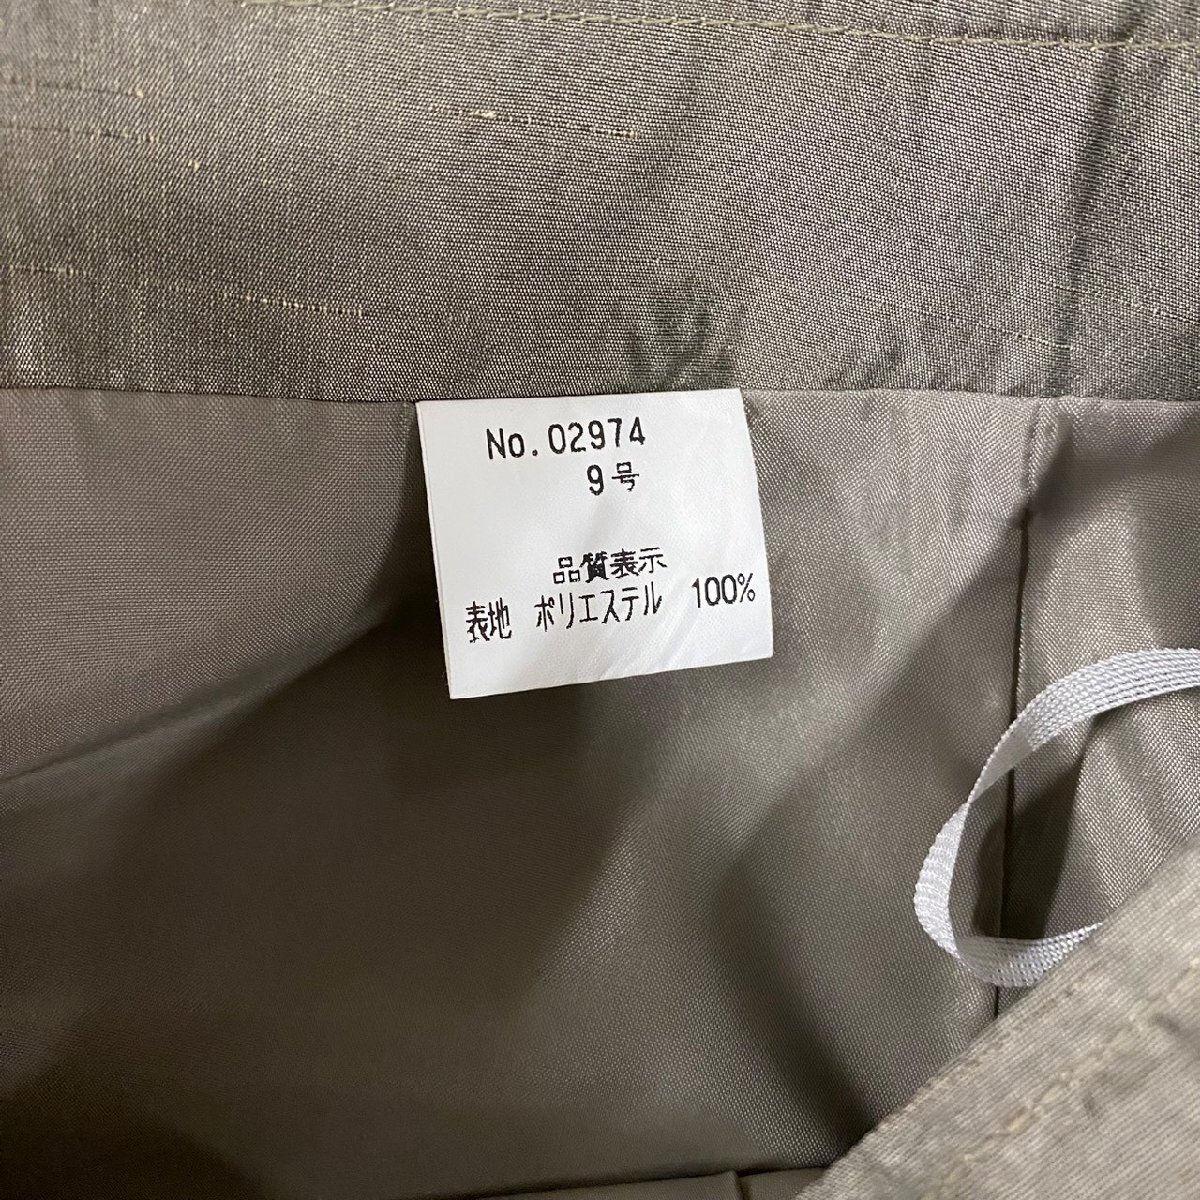 No.02974
9号
品質表示
表地 ポリエステル 100%